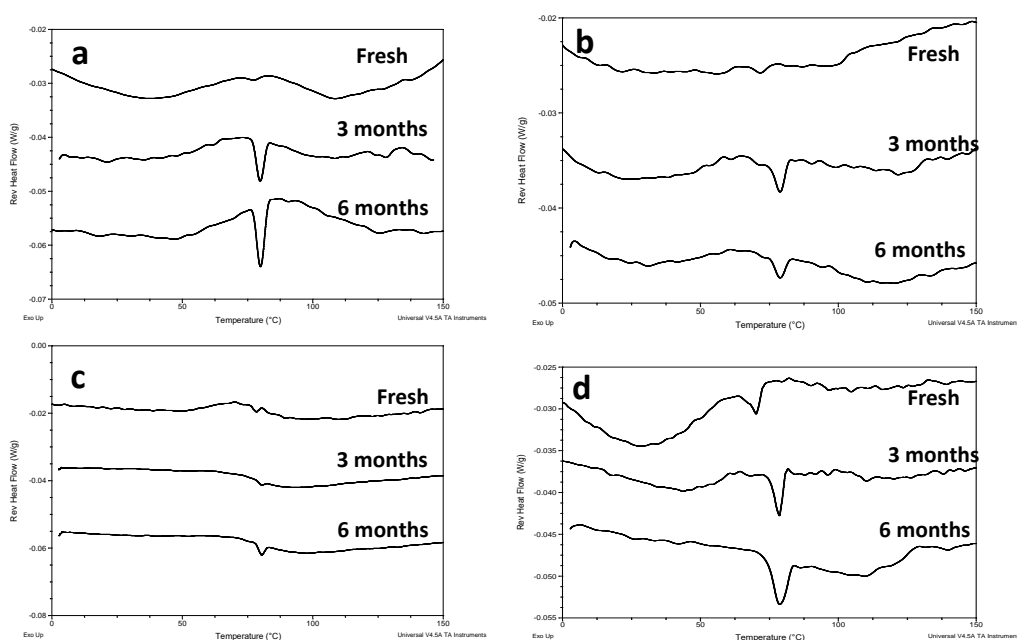 a
Fresh
3 months
6 months
-0.02
-0.03
-0.04
-0.05
-0.06
-0.07
Rev Heat Flow (W/g)
0
50
100
150
Exo Up
Temperature (°C)
Universal V4.5A TA Instruments
b
Fresh
3 months
6 months
-0.02
-0.03
-0.04
-0.05
Rev Heat Flow (W/g)
0
50
100
150
Exo Up
Temperature (°C)
Universal V4.5A TA Instruments
c
Fresh
3 months
6 months
0.00
-0.02
-0.04
-0.06
-0.08
Rev Heat Flow (W/g)
0
50
100
150
Exo Up
Temperature (°C)
Universal V4.5A TA Instruments
d
Fresh
3 months
6 months
-0.025
-0.030
-0.035
-0.040
-0.045
-0.050
-0.055
Rev Heat Flow (W/g)
0
50
100
150
Exo Up
Temperature (°C)
Universal V4.5A TA Instruments